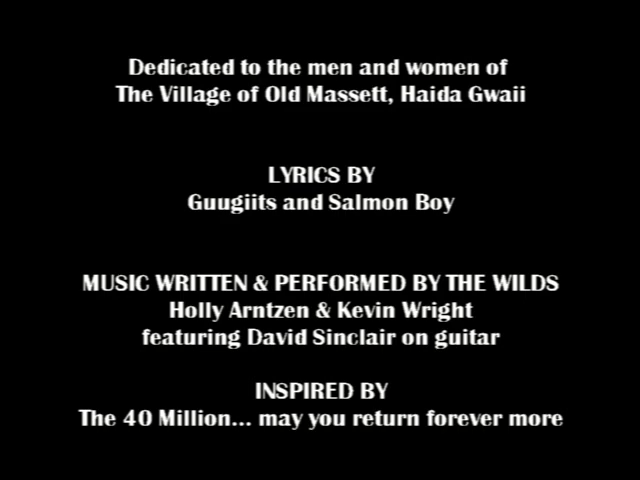 Dedicated to the men and women of
The Village of Old Massett, Haida Gwaii
LYRICS BY
Guugiits and Salmon Boy
MUSIC WRITTEN & PERFORMED BY THE WILDS
Holly Arntzen & Kevin Wright
featuring David Sinclair on guitar
INSPIRED BY
The 40 Million... may you return forever more